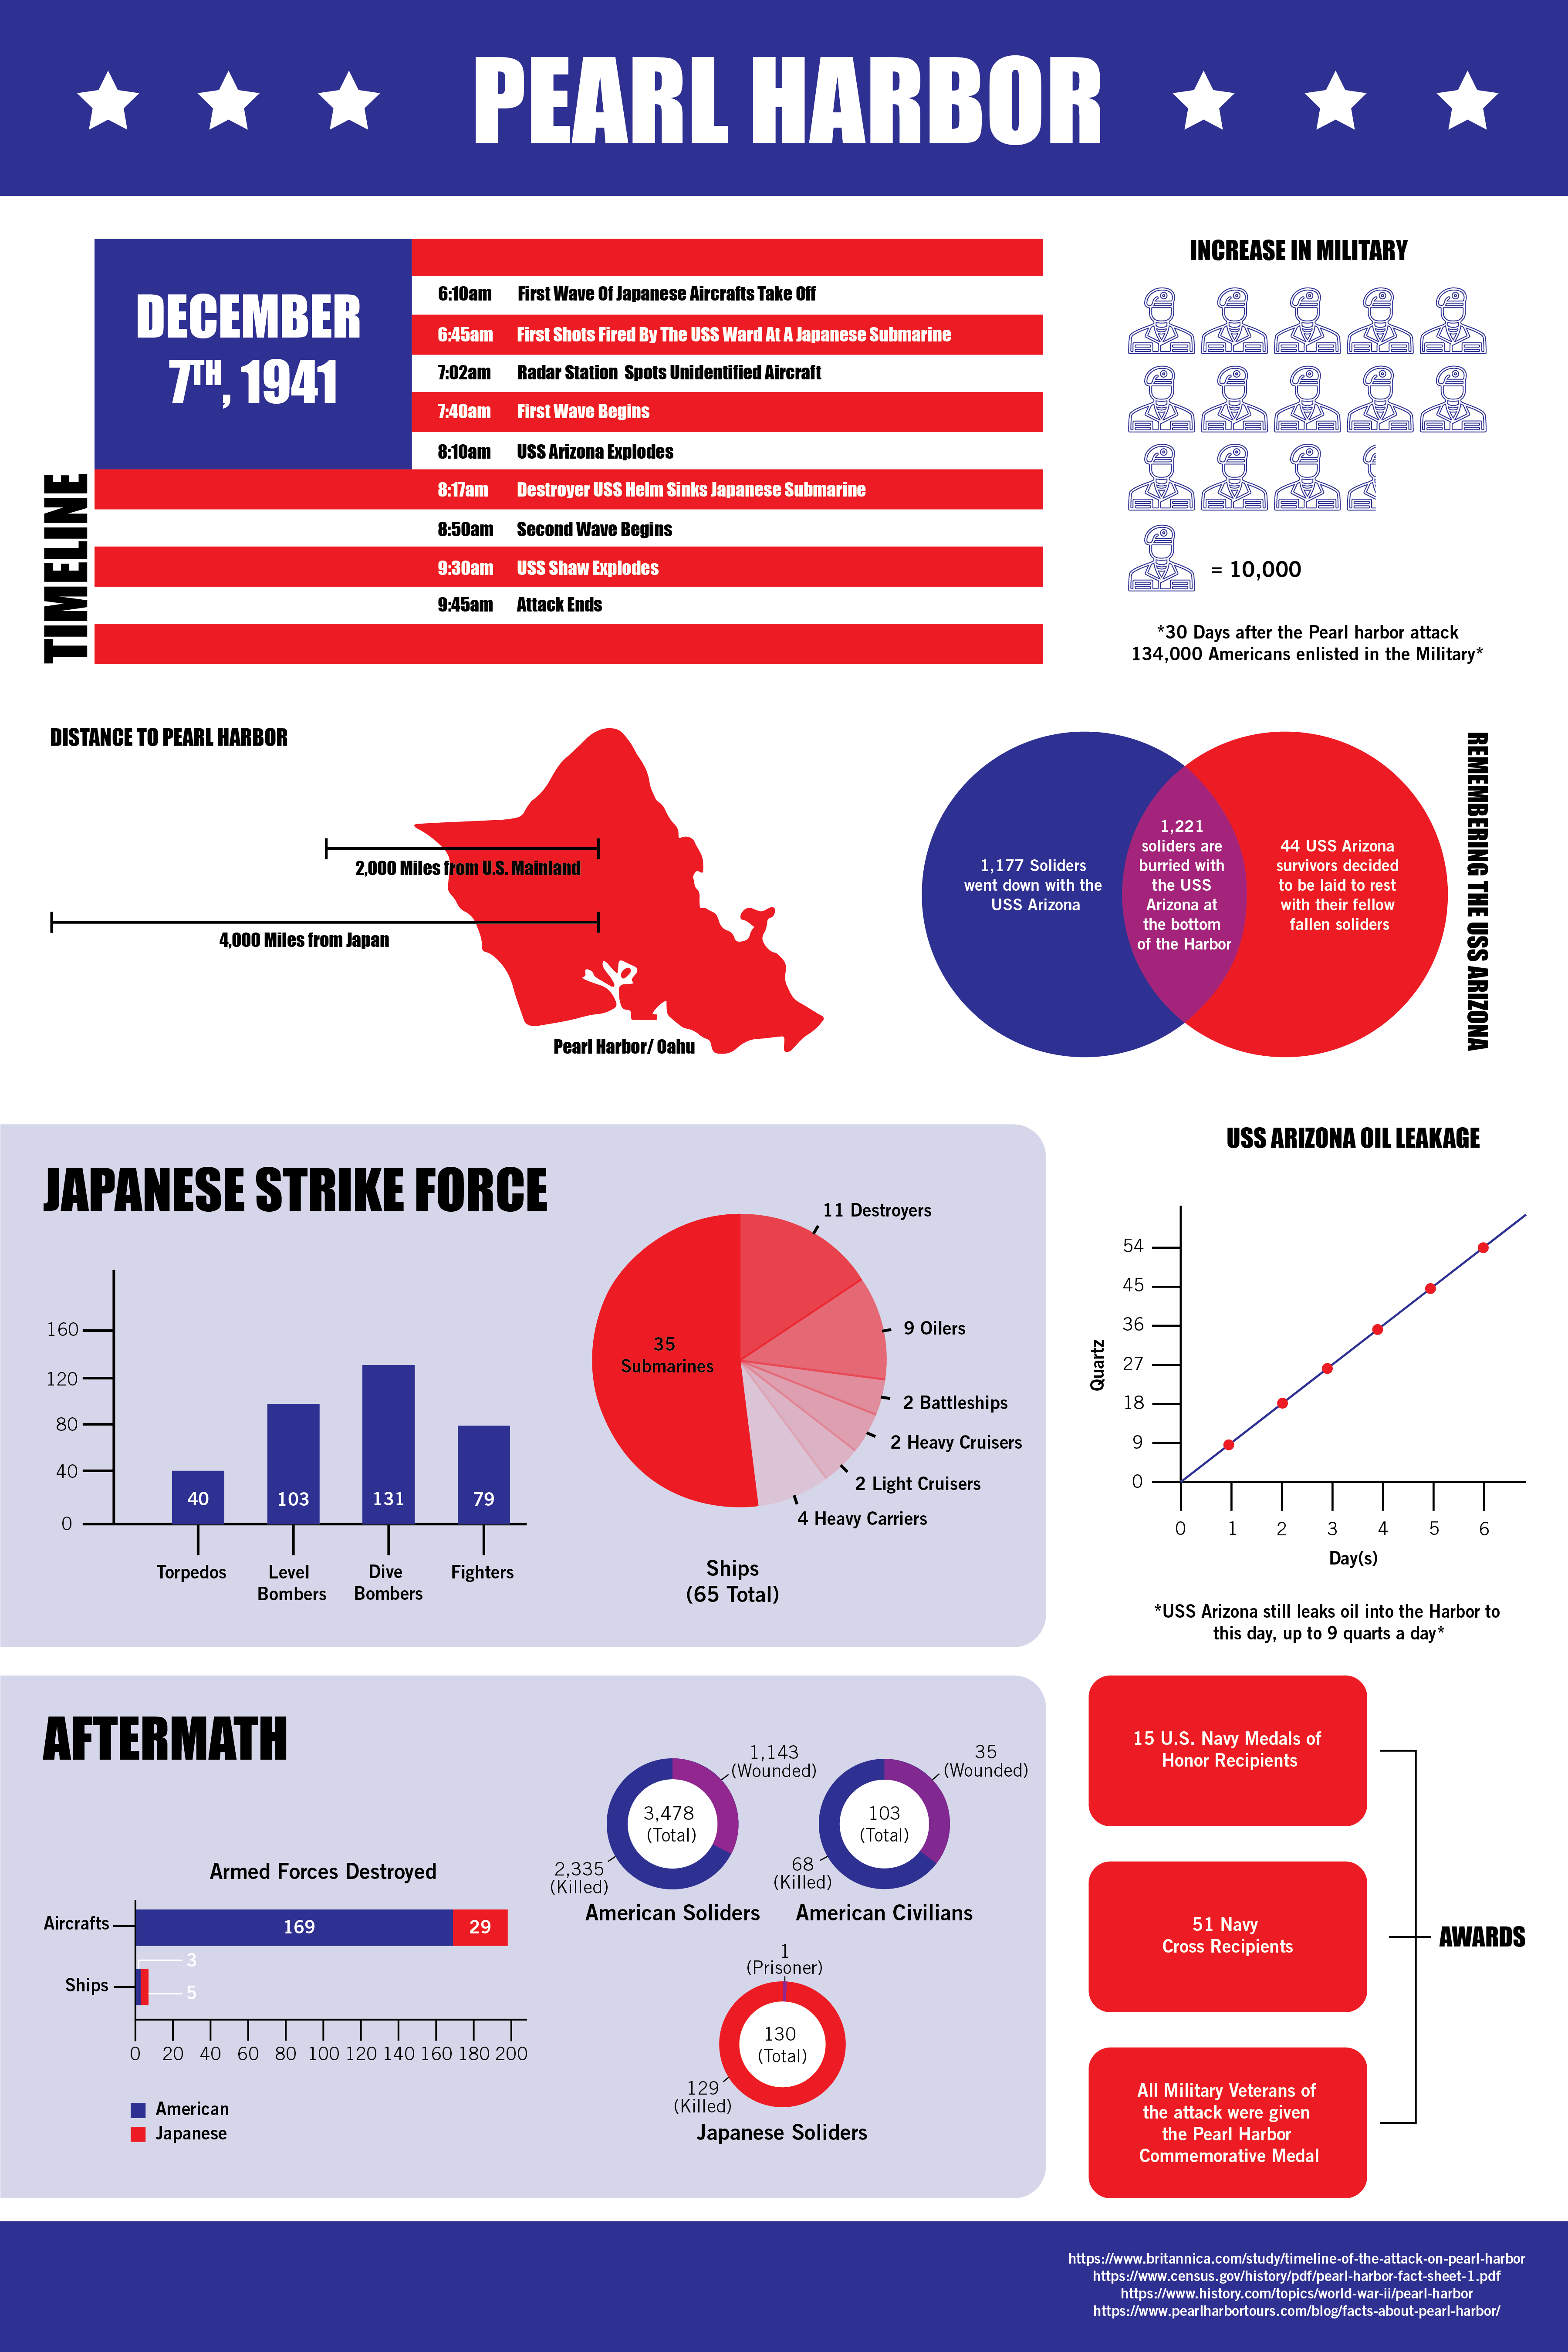 PEARL HARBOR
DECEMBER
7TH, 1941
TIMELINE
6:10am First Wave Of Japanese Aircrafts Take Off
6:45am First Shots Fired By The USS Ward At A Japanese Submarine
7:02am Radar Station Spots Unidentified Aircraft
7:40am First Wave Begins
8:10am USS Arizona Explodes
8:17am Destroyer USS Helm Sinks Japanese Submarine
8:50am Second Wave Begins
9:30am USS Shaw Explodes
9:45am Attack Ends
INCREASE IN MILITARY
= 10,000
*30 Days after the Pearl harbor attack
134,000 Americans enlisted in the Military*
DISTANCE TO PEARL HARBOR
2,000 Miles from U.S. Mainland
4,000 Miles from Japan
Pearl Harbor/ Oahu
1,177 Soliders
went down with the
USS Arizona
1,221
soliders are
burried with
the USS
Arizona at
the bottom
of the Harbor
44 USS Arizona
survivors decided
to be laid to rest
with their fellow
fallen soliders
REMEMBERING THE USS ARIZONA
JAPANESE STRIKE FORCE
160
120
80
40
0
40
103
131
79
Torpedos
Level
Bombers
Dive
Bombers
Fighters
11 Destroyers
9 Oilers
2 Battleships
2 Heavy Cruisers
2 Light Cruisers
4 Heavy Carriers
35
Submarines
Ships
(65 Total)
USS ARIZONA OIL LEAKAGE
Quartz
54
45
36
27
18
9
0
0 1 2 3 4 5 6
Day(s)
*USS Arizona still leaks oil into the Harbor to
this day, up to 9 quarts a day*
AFTERMATH
Armed Forces Destroyed
Aircrafts
169
29
3
Ships
5
0 20 40 60 80 100 120 140 160 180 200
American
Japanese
1,143
(Wounded)
3,478
(Total)
2,335
(Killed)
American Soliders
35
(Wounded)
103
(Total)
68
(Killed)
American Civilians
1
(Prisoner)
130
(Total)
129
(Killed)
Japanese Soliders
15 U.S. Navy Medals of
Honor Recipients
51 Navy
Cross Recipients
All Military Veterans of
the attack were given
the Pearl Harbor
Commemorative Medal
AWARDS
https://www.britannica.com/study/timeline-of-the-attack-on-pearl-harbor
https://www.census.gov/history/pdf/pearl-harbor-fact-sheet-1.pdf
https://www.history.com/topics/world-war-ii/pearl-harbor
https://www.pearlharbortours.com/blog/facts-about-pearl-harbor/